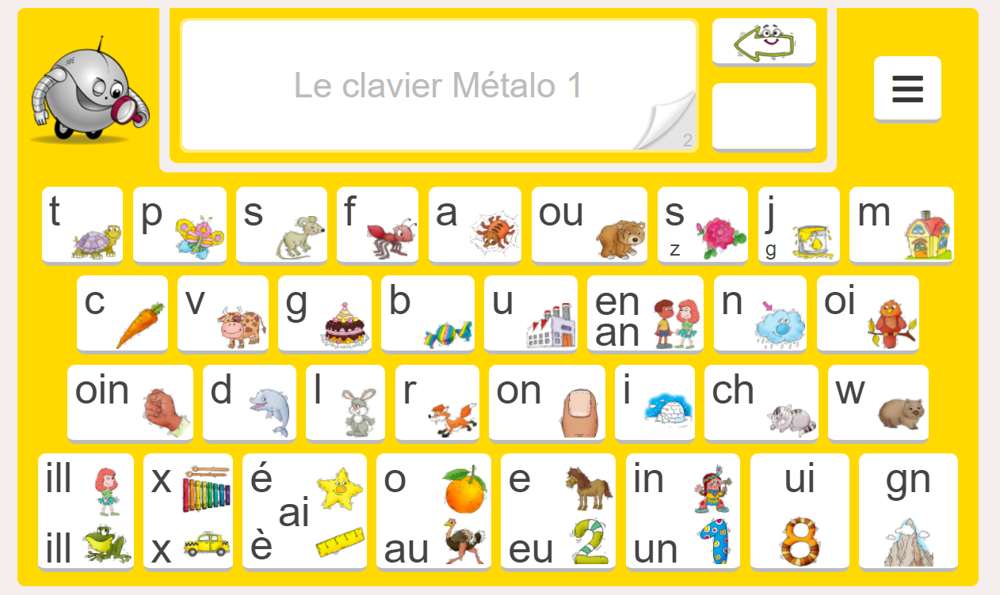 Le clavier Métalo 1
2
t p s f a ou s z j g m
c v g b u en an n oi
oin d l r on i ch w
ill x é o e in ui gn
ai
ill x è au eu un